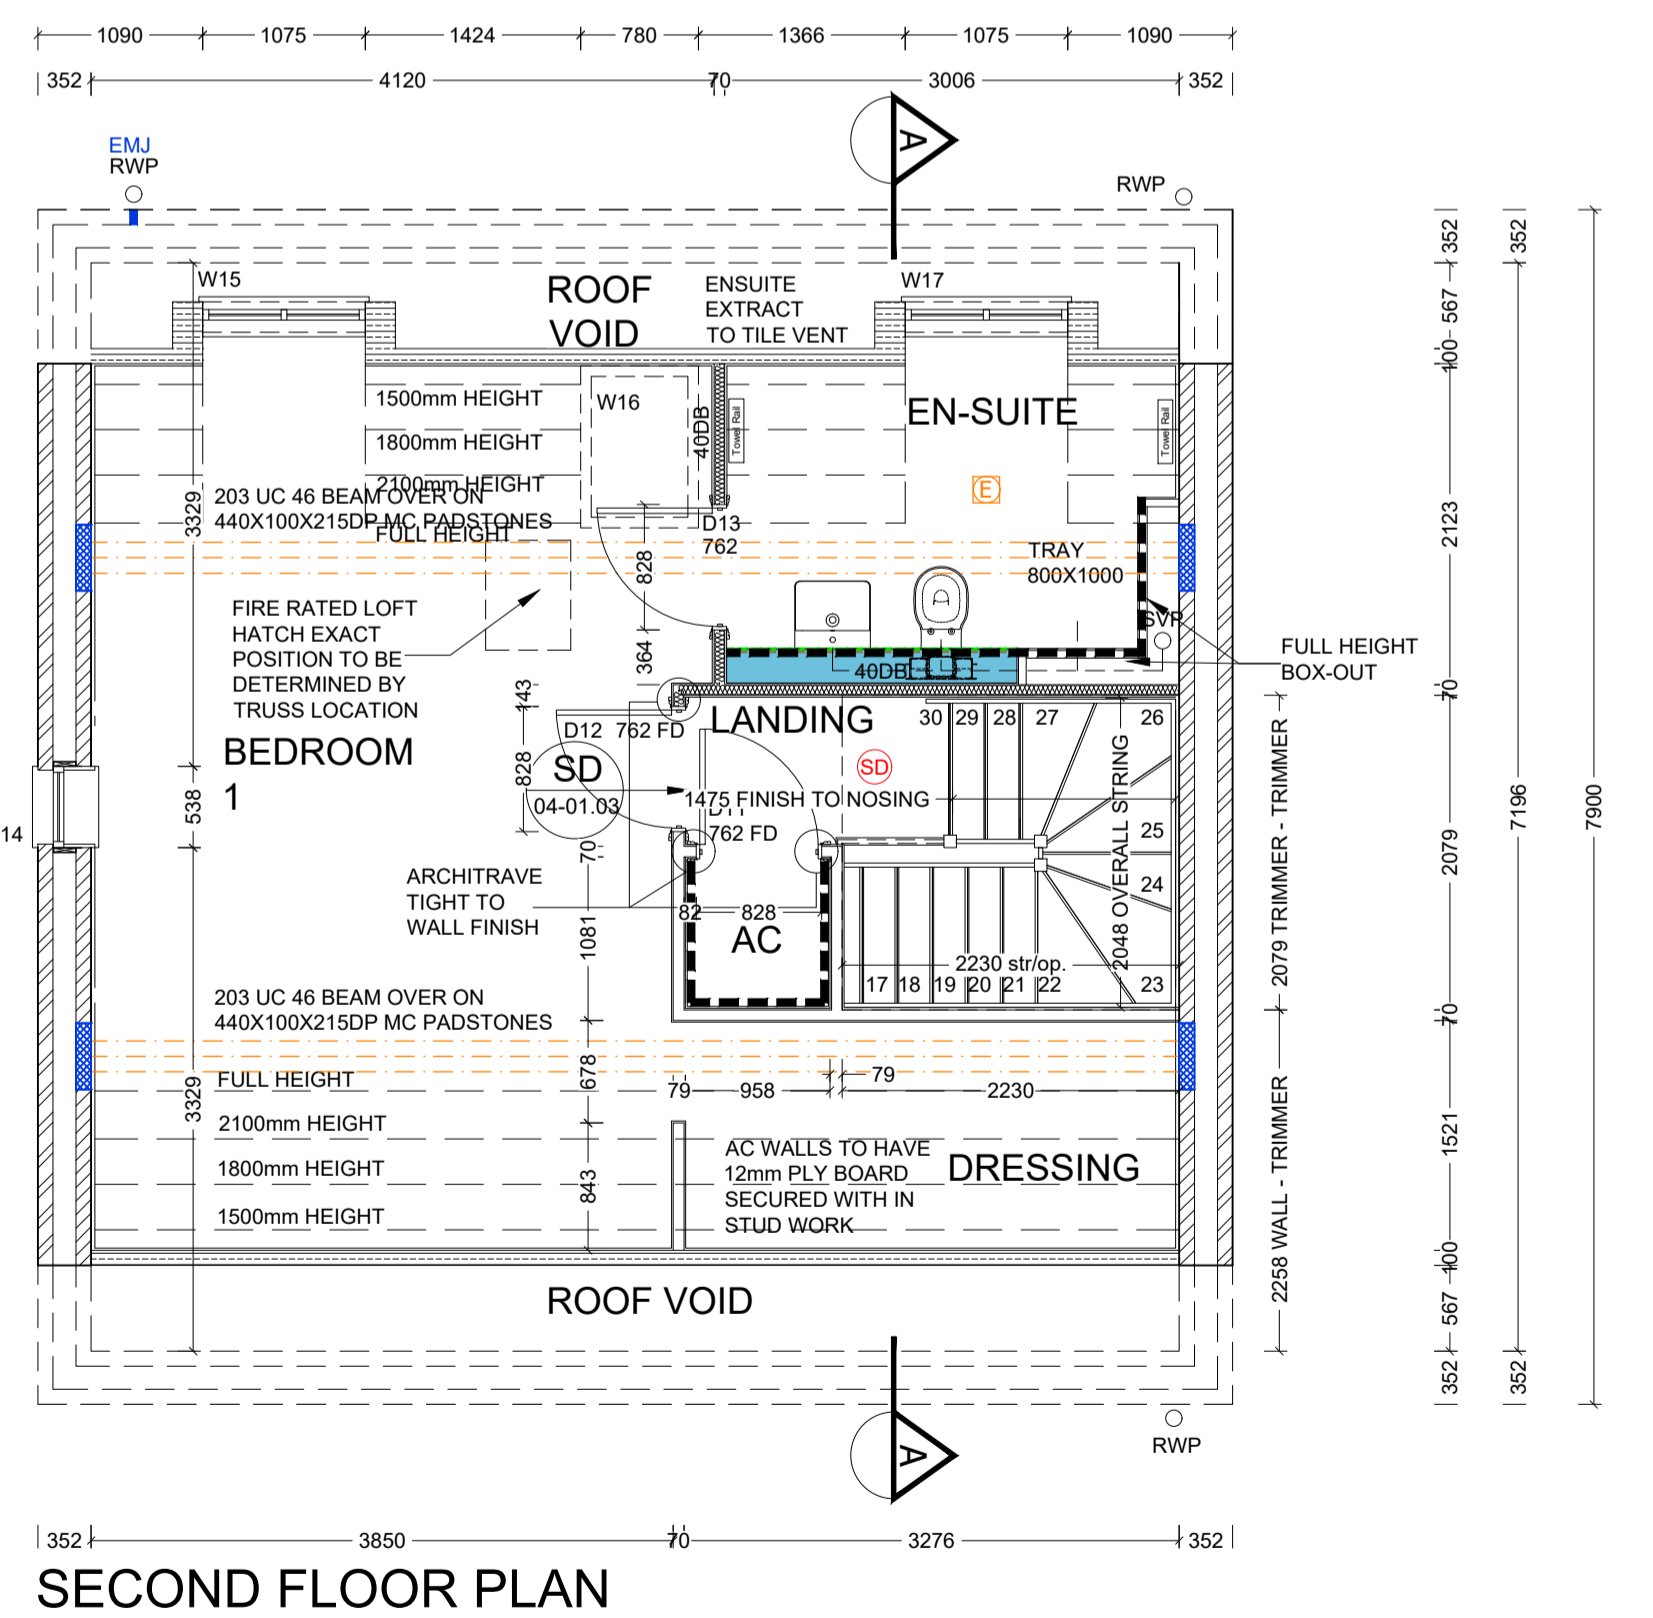 1090 1075 1424 780 1366 1075 1090
352 4120 70 3006 352
A
EMJ
RWP
RWP
W15
ROOF
VOID
ENSUITE
EXTRACT
TO TILE VENT
W17
352
352
567
100
1500mm HEIGHT
W16
40DB
Towel Rail
EN-SUITE
Towel Rail
1800mm HEIGHT
2100mm HEIGHT
203 UC 46 BEAM OVER ON
440X100X215DP MC PADSTONES
FULL HEIGHT
3329
E
D13
762
828
2123
TRAY
800X1000
FIRE RATED LOFT
HATCH EXACT
POSITION TO BE
DETERMINED BY
TRUSS LOCATION
SVP
FULL HEIGHT
BOX-OUT
364
40DB
143
70
LANDING
30 29 28 27 26
D12 762 FD
BEDROOM
1
SD
04-01.03
828
SD
1475 FINISH TO NOSING
D11
762 FD
538
14
25
24
23
2048 OVERALL STRING
2079 TRIMMER - TRIMMER
2079
7196
7900
70
ARCHITRAVE
TIGHT TO
WALL FINISH
82 828
AC
1081
2230 str/op.
17 18 19 20 21 22
203 UC 46 BEAM OVER ON
440X100X215DP MC PADSTONES
70
678
79 958 79 2230
FULL HEIGHT
2100mm HEIGHT
1800mm HEIGHT
1500mm HEIGHT
3329
843
AC WALLS TO HAVE
12mm PLY BOARD
SECURED WITH IN
STUD WORK
DRESSING
2258 WALL - TRIMMER
1521
100
567
352
352
ROOF VOID
A
RWP
352 3850 70 3276 352
SECOND FLOOR PLAN